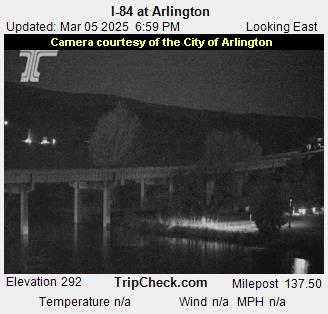 I-84 at Arlington
Updated: Mar 05 2025 6:59 PM Looking East
Camera courtesy of the City of Arlington
Elevation 292 TripCheck.com Milepost 137.50
Temperature n/a Wind n/a MPH n/a